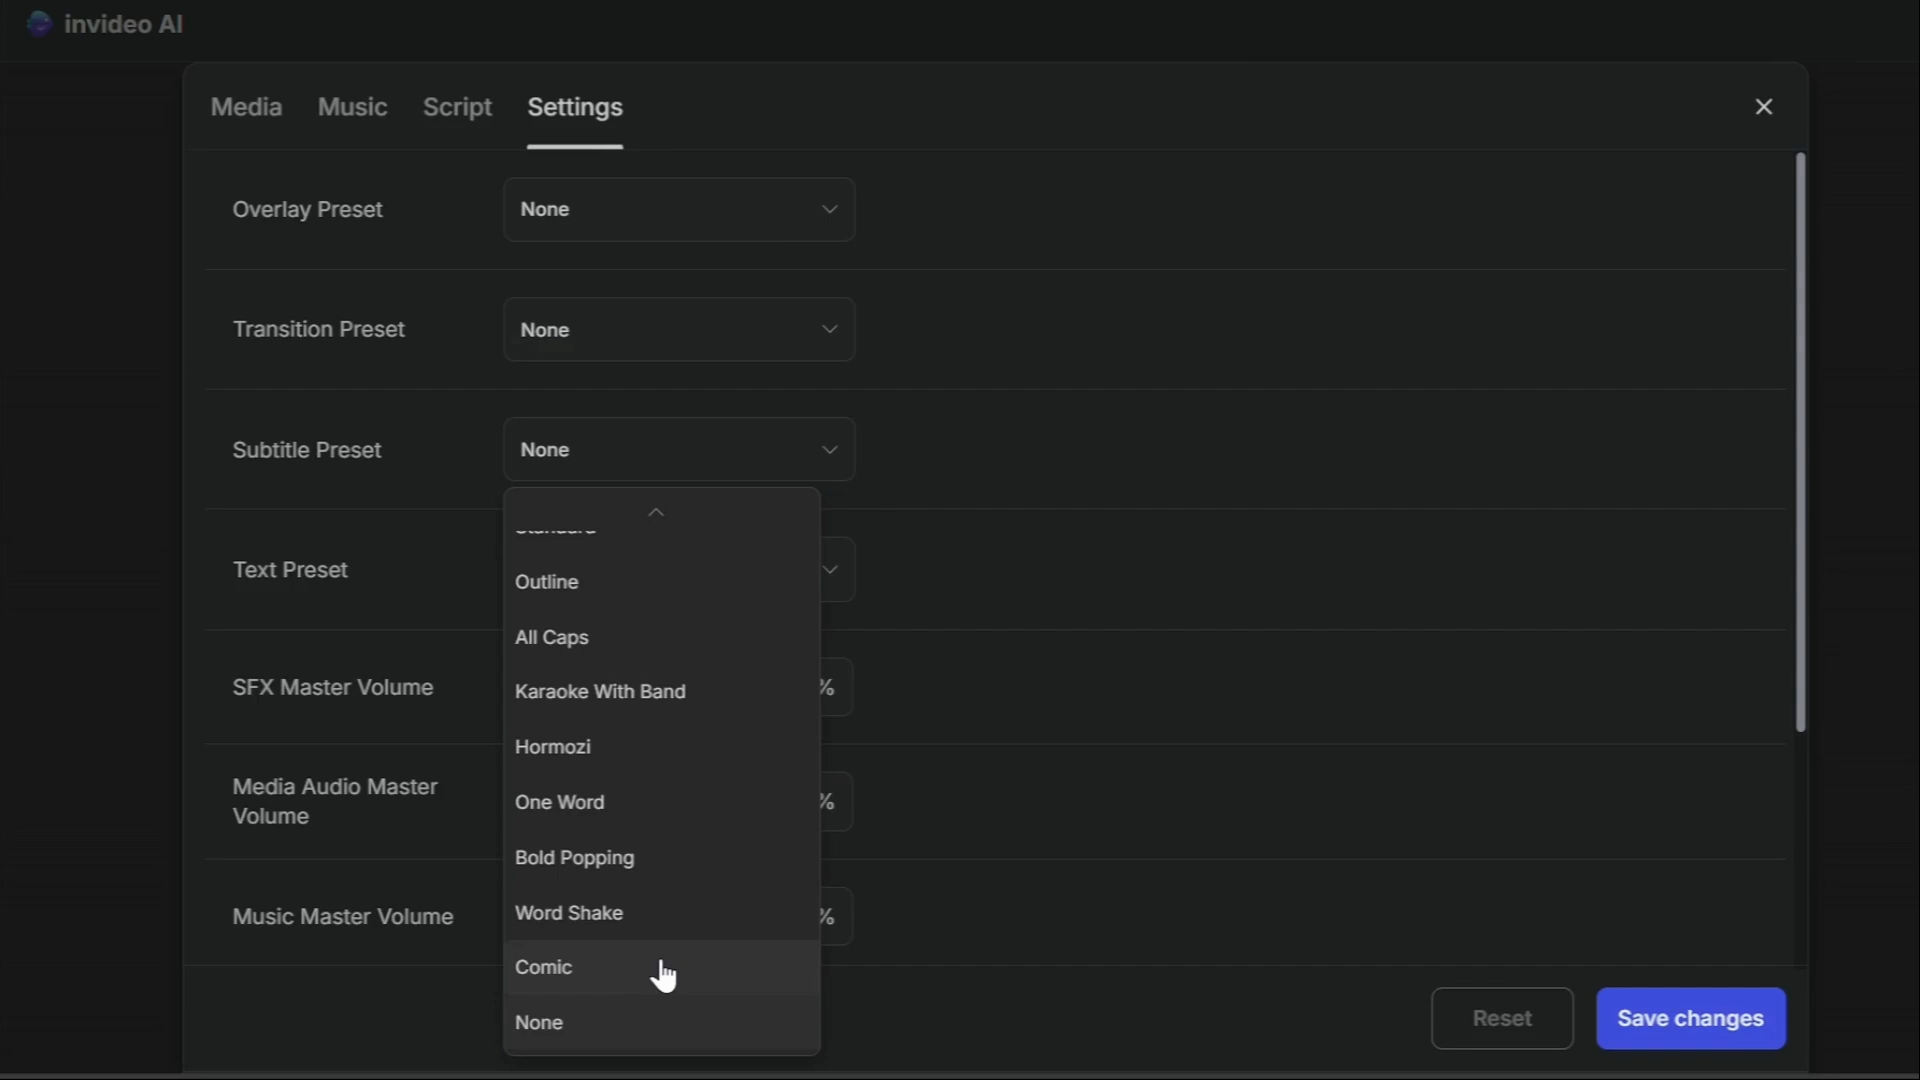 invideo AI
Media Music Script Settings
Overlay Preset None
Transition Preset None
Subtitle Preset None
Outline
Text Preset
All Caps
SFX Master Volume
Karaoke With Band
%
Hormozi
Media Audio Master Volume
One Word
%
Bold Popping
Word Shake
Music Master Volume
%
Comic
None
Reset
Save changes